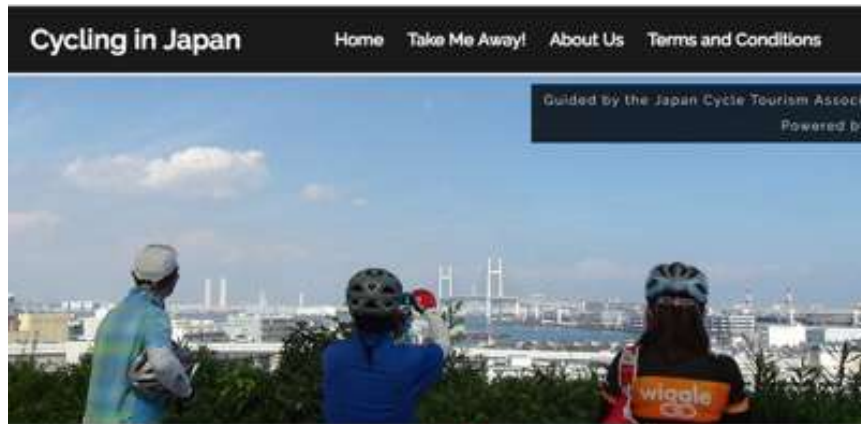 Cycling in Japan
Home Take Me Away! About Us Terms and Conditions
Guided by the Japan Cycle Tourism Associ
Powered b
wiggle